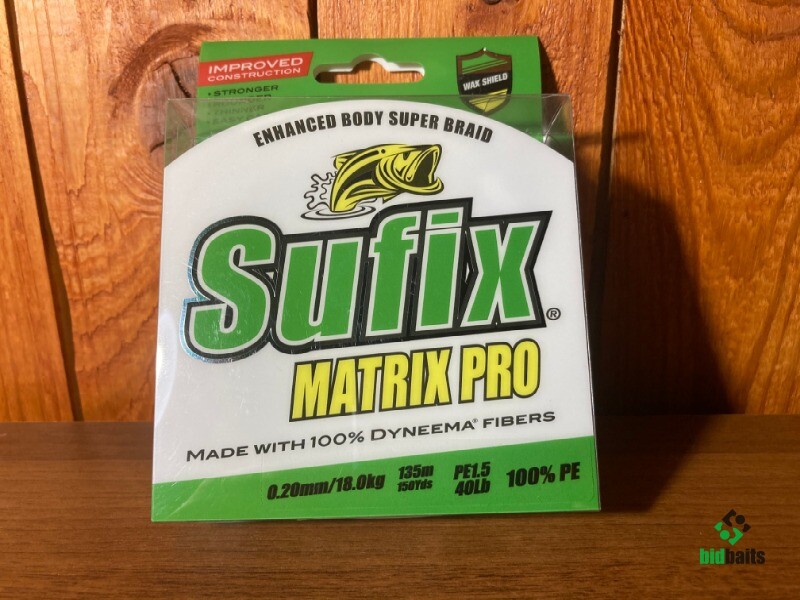 IMPROVED
CONSTRUCTION
• STRONGER
WAX SHIELD
ENHANCED BODY SUPER BRAID
Sufix®
MATRIX PRO
MADE WITH 100% DYNEEMA® FIBERS
0.20mm/18.0kg 135m 150Yds PE1.5 40Lb 100% PE
bidbaits